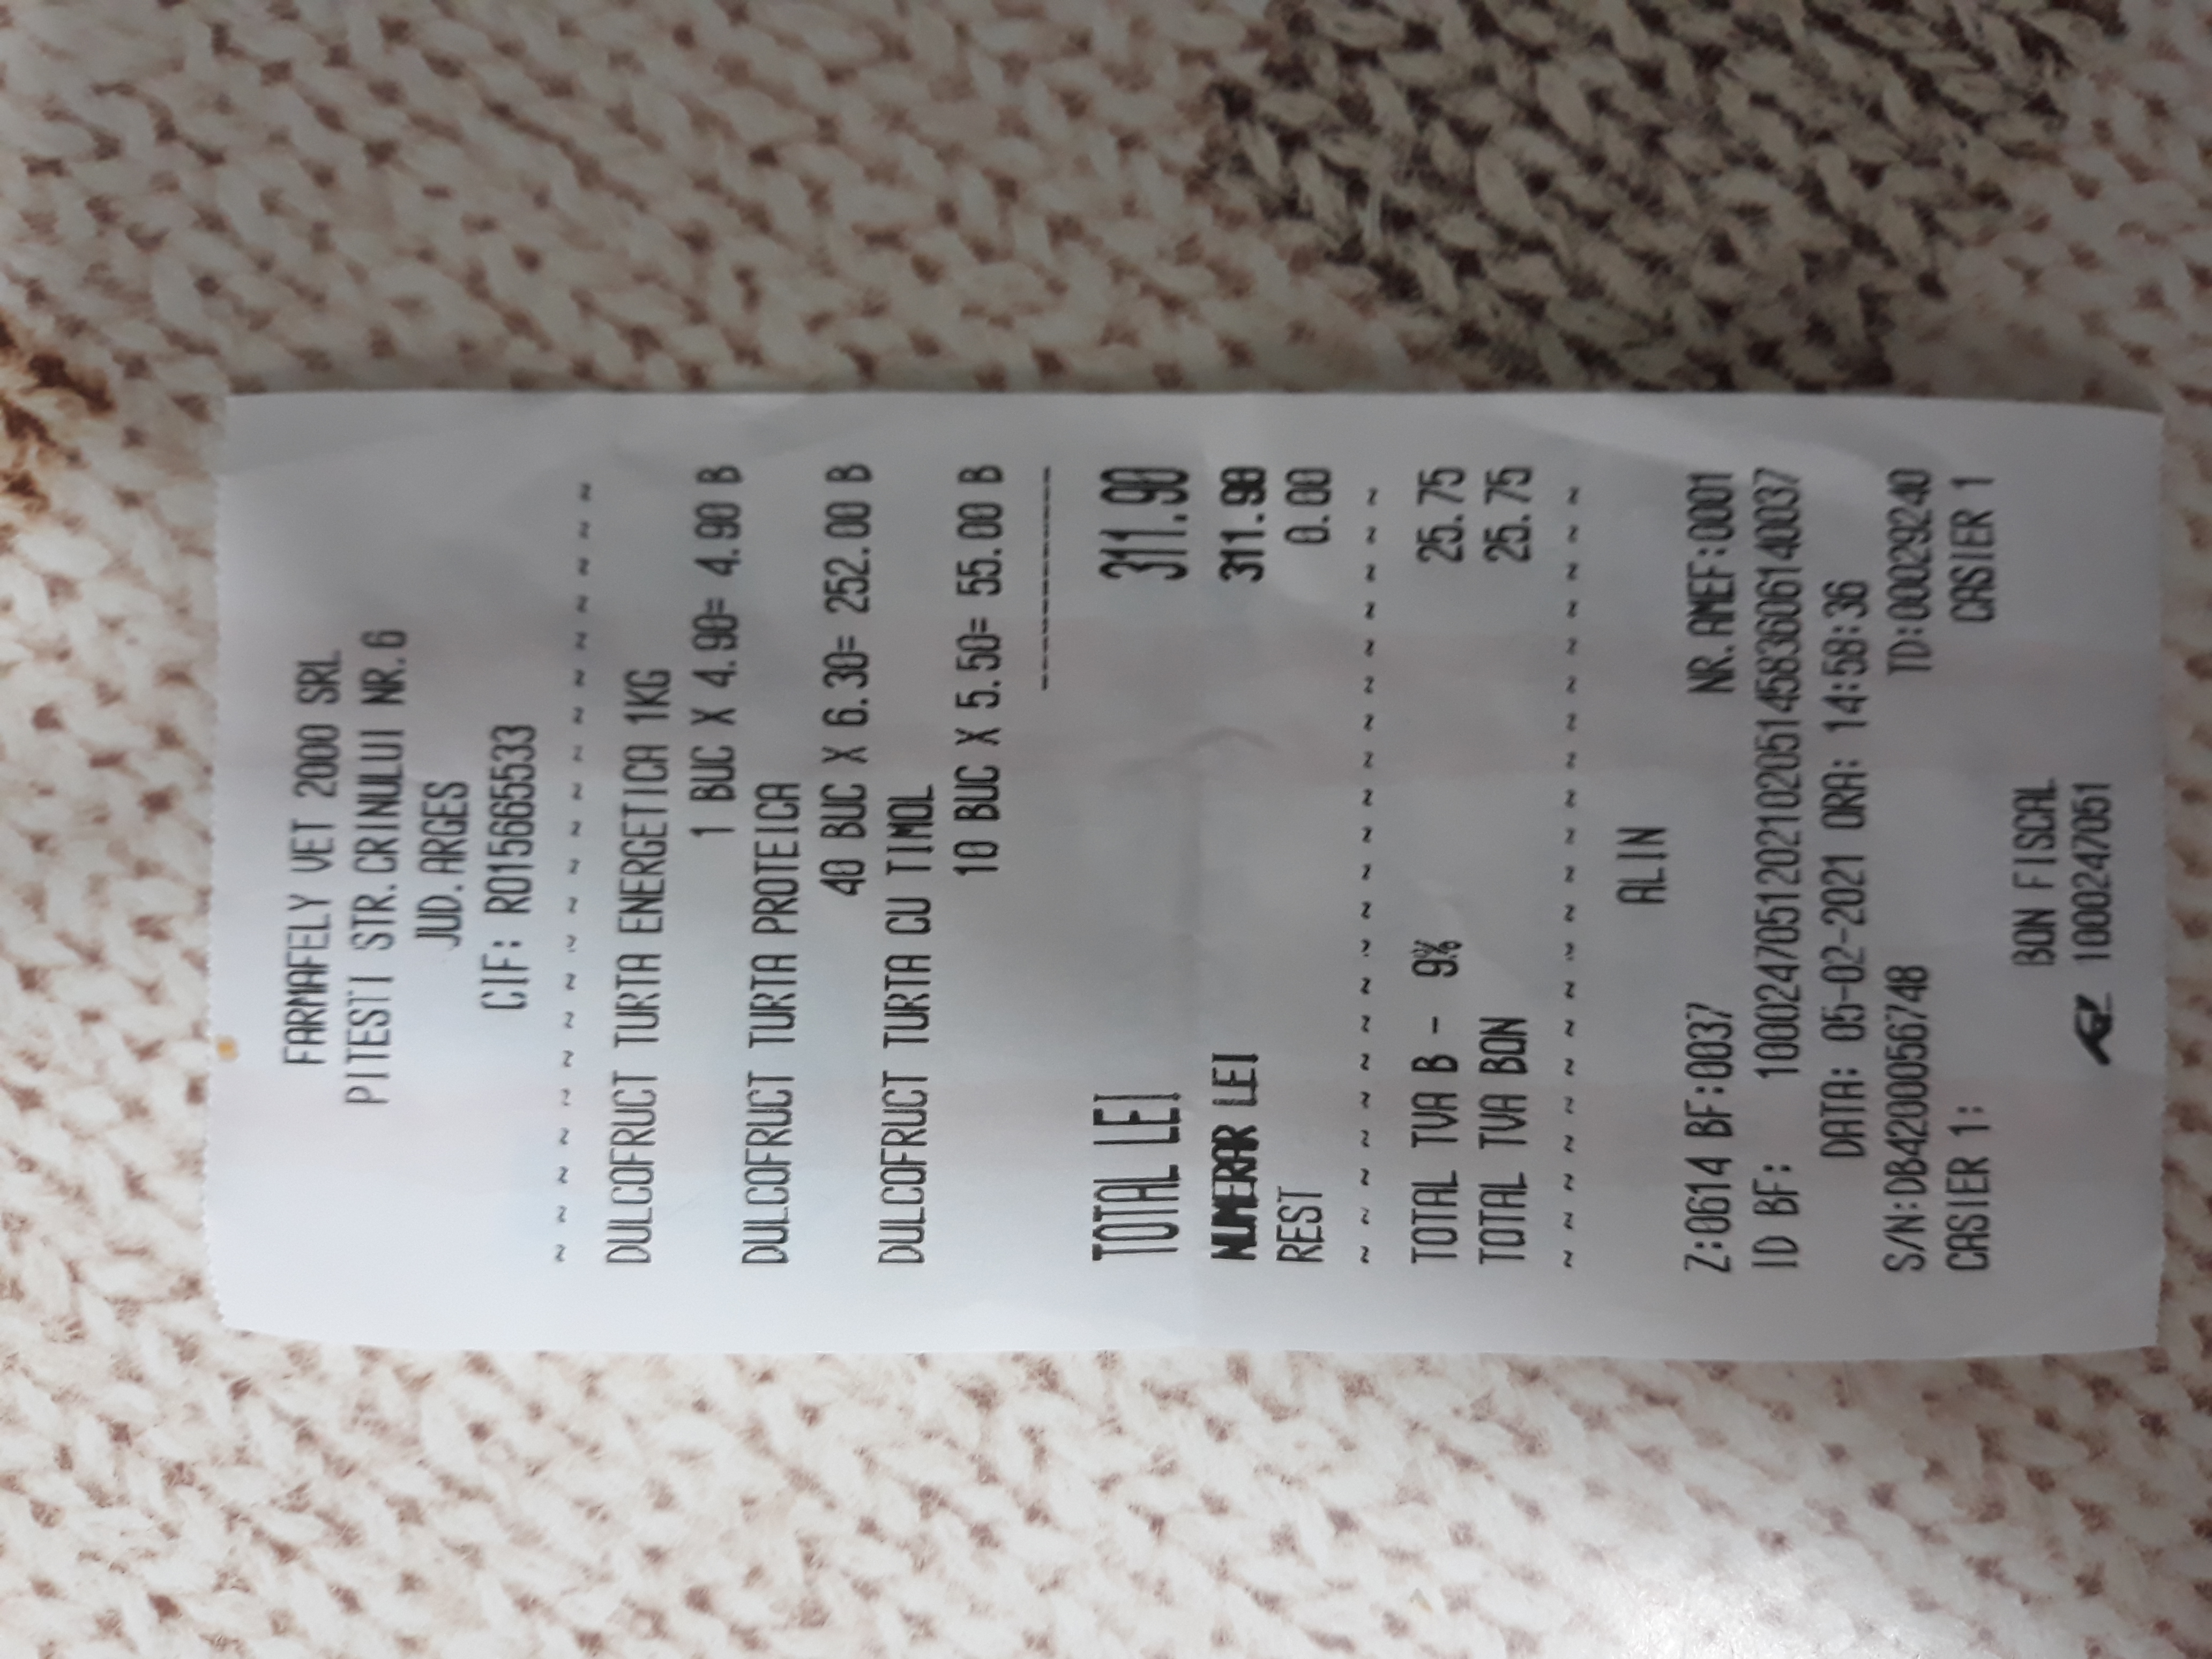 FARMAFELY VET 2000 SRL
PITESTI STR.CRINULUI NR.6
JUD.ARGES
CIF: RO15665533
~ ~ ~ ~ ~ ~ ~ ~ ~ ~ ~ ~ ~ ~ ~ ~ ~ ~ ~ ~ ~
DULCOFRUCT TURTA ENERGETICA 1KG
1 BUC X 4.90= 4.90 B
DULCOFRUCT TURTA PROTEICA
40 BUC X 6.30= 252.00 B
DULCOFRUCT TURTA CU TIMOL
10 BUC X 5.50= 55.00 B
----------------
TOTAL LEI 311.90
NUMERAR LEI 311.90
REST 0.00
~ ~ ~ ~ ~ ~ ~ ~ ~ ~ ~ ~ ~ ~ ~ ~ ~ ~ ~ ~ ~
TOTAL TVA B - 9% 25.75
TOTAL TVA BON 25.75
~ ~ ~ ~ ~ ~ ~ ~ ~ ~ ~ ~ ~ ~ ~ ~ ~ ~ ~ ~ ~
ALIN
Z:0614 BF:0037 NR.AMEF:0001
ID BF: 1000247051202102051458360614​0037
DATA: 05-02-2021 ORA: 14:58:36
S/N:DB4200056748 TD:00029240
CASIER 1: CASIER 1
BON FISCAL
1000247051